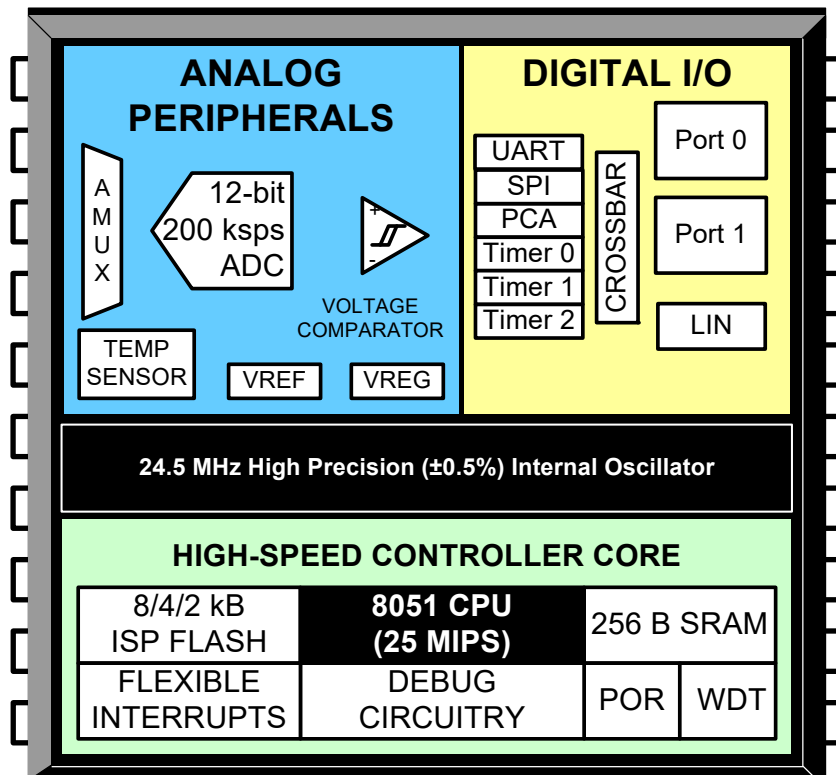 ANALOG
PERIPHERALS
A
M
U
X
12-bit
200 ksps
ADC
+
-
VOLTAGE
COMPARATOR
TEMP
SENSOR
VREF
VREG
DIGITAL I/O
UART
SPI
PCA
Timer 0
Timer 1
Timer 2
CROSSBAR
Port 0
Port 1
LIN
24.5 MHz High Precision (±0.5%) Internal Oscillator
HIGH-SPEED CONTROLLER CORE
8/4/2 kB
ISP FLASH
8051 CPU
(25 MIPS)
256 B SRAM
FLEXIBLE
INTERRUPTS
DEBUG
CIRCUITRY
POR
WDT